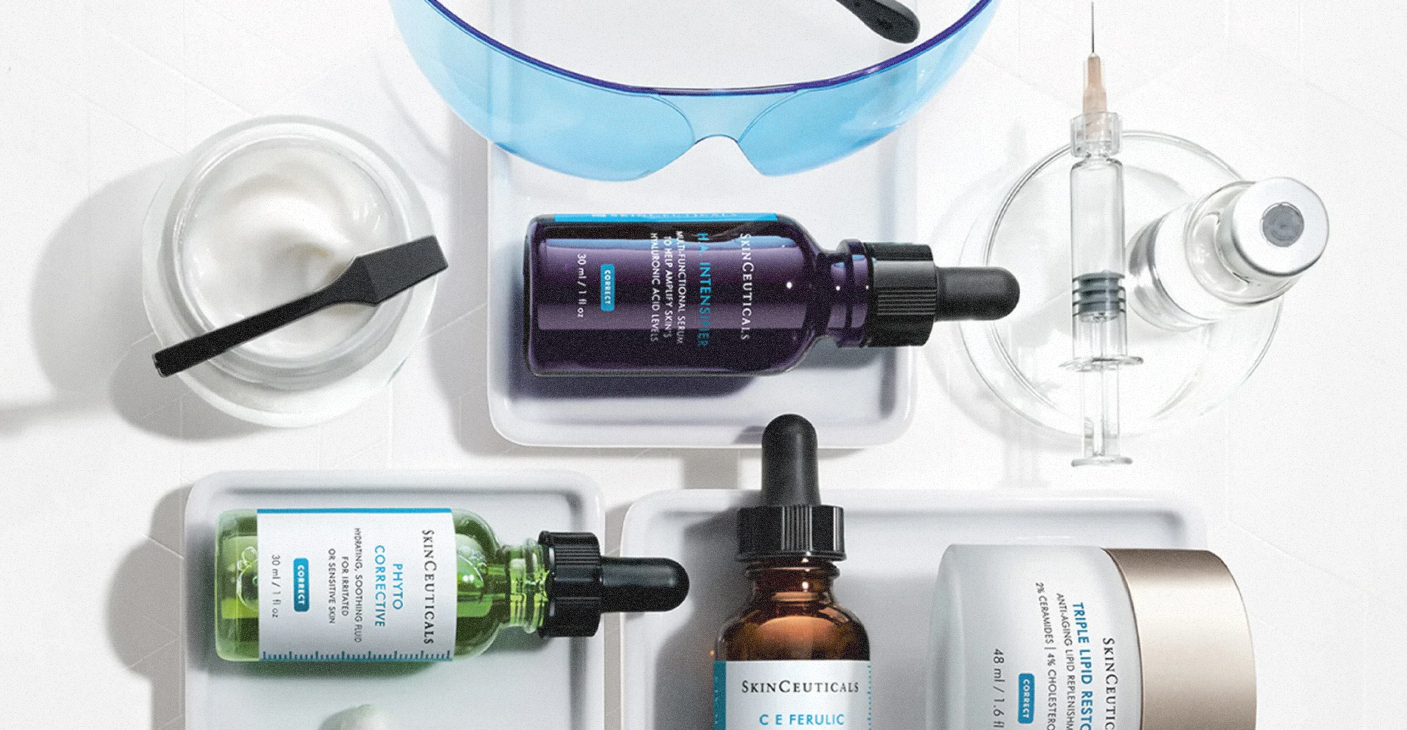 SKINCEUTICALS
H.A. INTENSIFIER
MULTI-FUNCTIONAL SERUM
TO HELP AMPLIFY SKIN'S
HYALURONIC ACID LEVELS
CORRECT
30 ml / 1 fl oz
SKINCEUTICALS
PHYTO
CORRECTIVE
HYDRATING, SOOTHING FLUID
FOR IRRITATED
OR SENSITIVE SKIN
CORRECT
30 ml / 1 fl oz
SKINCEUTICALS
C E FERULIC
SKINCEUTIC
TRIPLE LIPID RESTO
ANTI-AGING LIPID REPLENISHM
2% CERAMIDES | 4% CHOLESTERO
CORRECT
48 ml / 1.6 fl